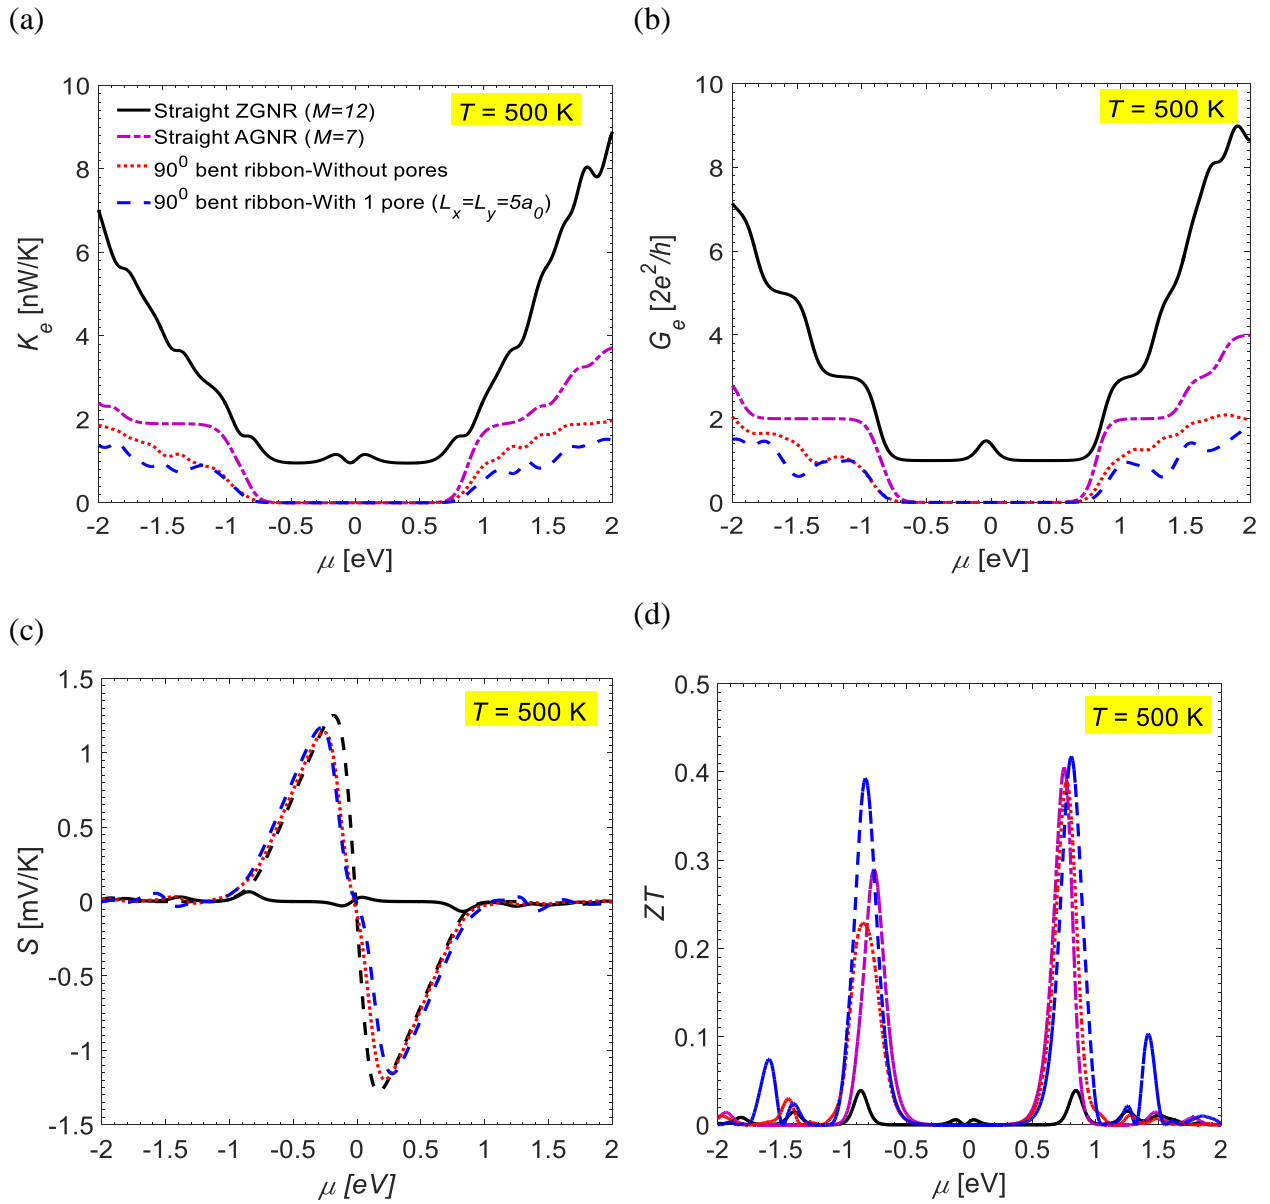 (a)
(b)
10
8
6
4
2
0
K_e [nW/K]
Straight ZGNR (M=12)
Straight AGNR (M=7)
90^0 bent ribbon-Without pores
90^0 bent ribbon-With 1 pore (L_x=L_y=5a_0)
T = 500 K
-2 -1.5 -1 -0.5 0 0.5 1 1.5 2
μ [eV]
10
8
6
4
2
0
G_e [2e^2/h]
T = 500 K
-2 -1.5 -1 -0.5 0 0.5 1 1.5 2
μ [eV]
(c)
(d)
1.5
1
0.5
0
-0.5
-1
-1.5
S [mV/K]
T = 500 K
-2 -1.5 -1 -0.5 0 0.5 1 1.5 2
μ [eV]
0.5
0.4
0.3
0.2
0.1
0
ZT
T = 500 K
-2 -1.5 -1 -0.5 0 0.5 1 1.5 2
μ [eV]